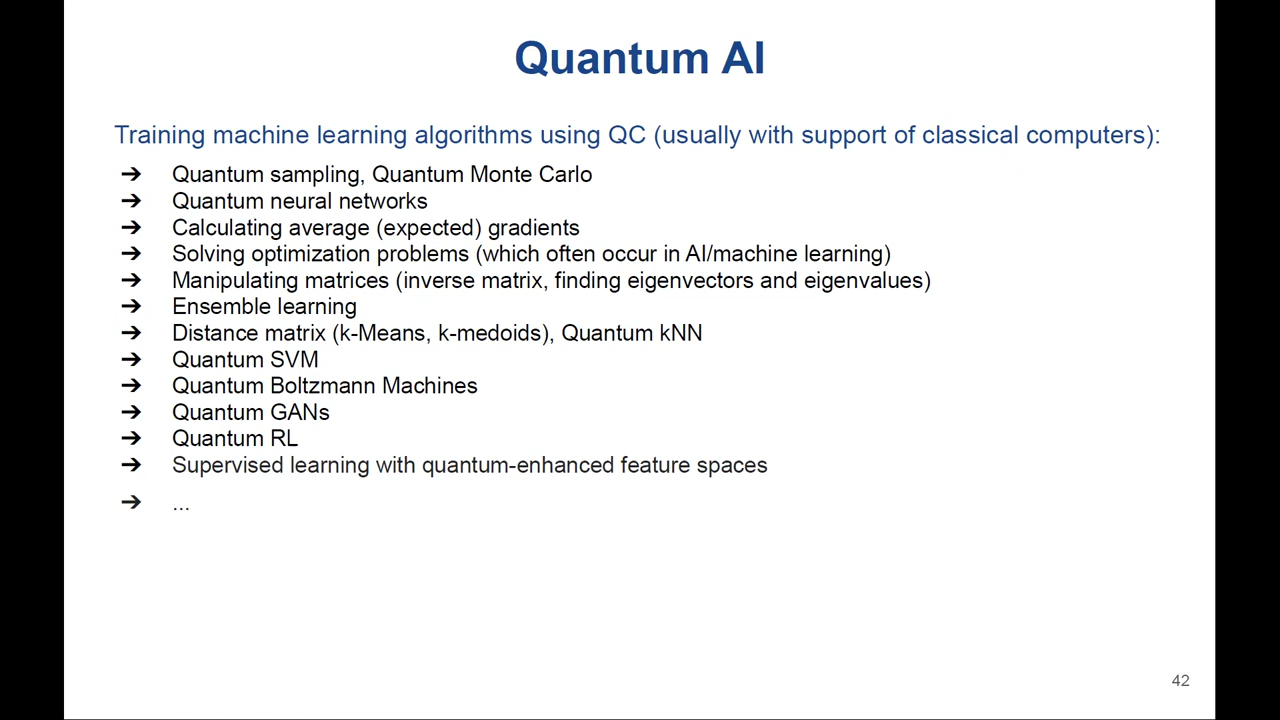 Quantum AI
Training machine learning algorithms using QC (usually with support of classical computers):
➔ Quantum sampling, Quantum Monte Carlo
➔ Quantum neural networks
➔ Calculating average (expected) gradients
➔ Solving optimization problems (which often occur in AI/machine learning)
➔ Manipulating matrices (inverse matrix, finding eigenvectors and eigenvalues)
➔ Ensemble learning
➔ Distance matrix (k-Means, k-medoids), Quantum kNN
➔ Quantum SVM
➔ Quantum Boltzmann Machines
➔ Quantum GANs
➔ Quantum RL
➔ Supervised learning with quantum-enhanced feature spaces
➔ ...
42